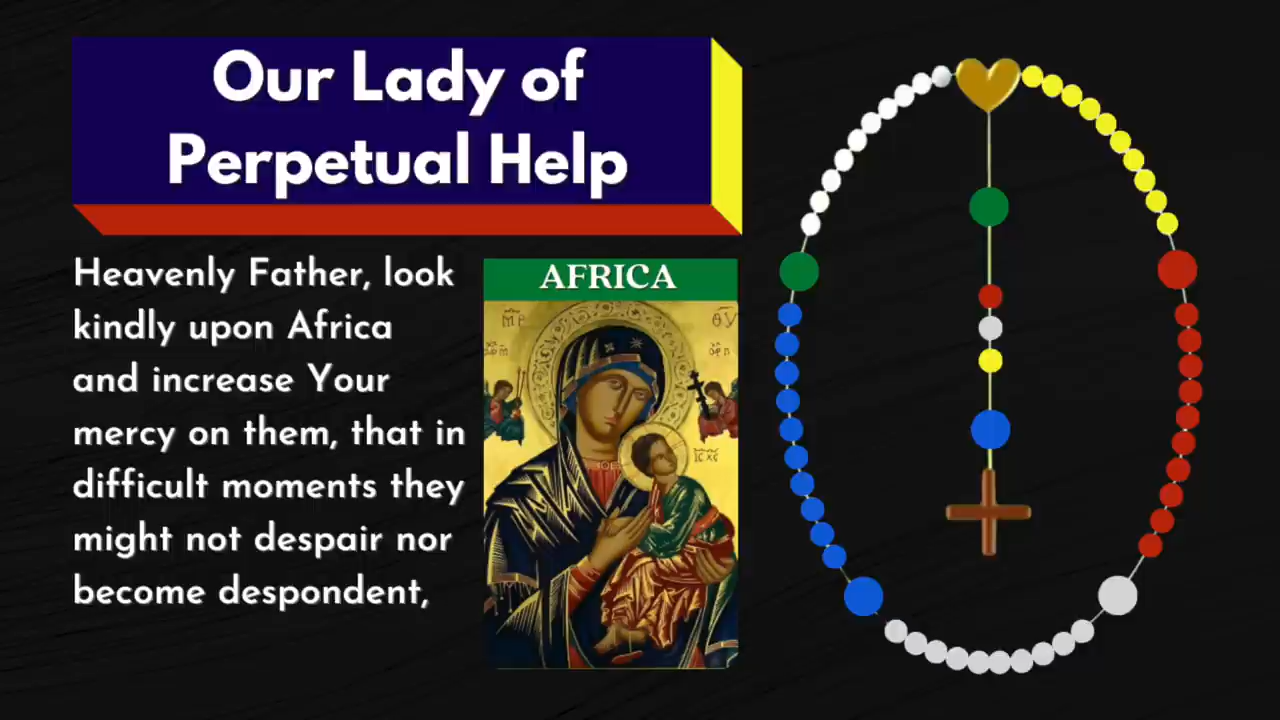 Our Lady of
Perpetual Help
Heavenly Father, look
kindly upon Africa
and increase Your
mercy on them, that in
difficult moments they
might not despair nor
become despondent,
AFRICA